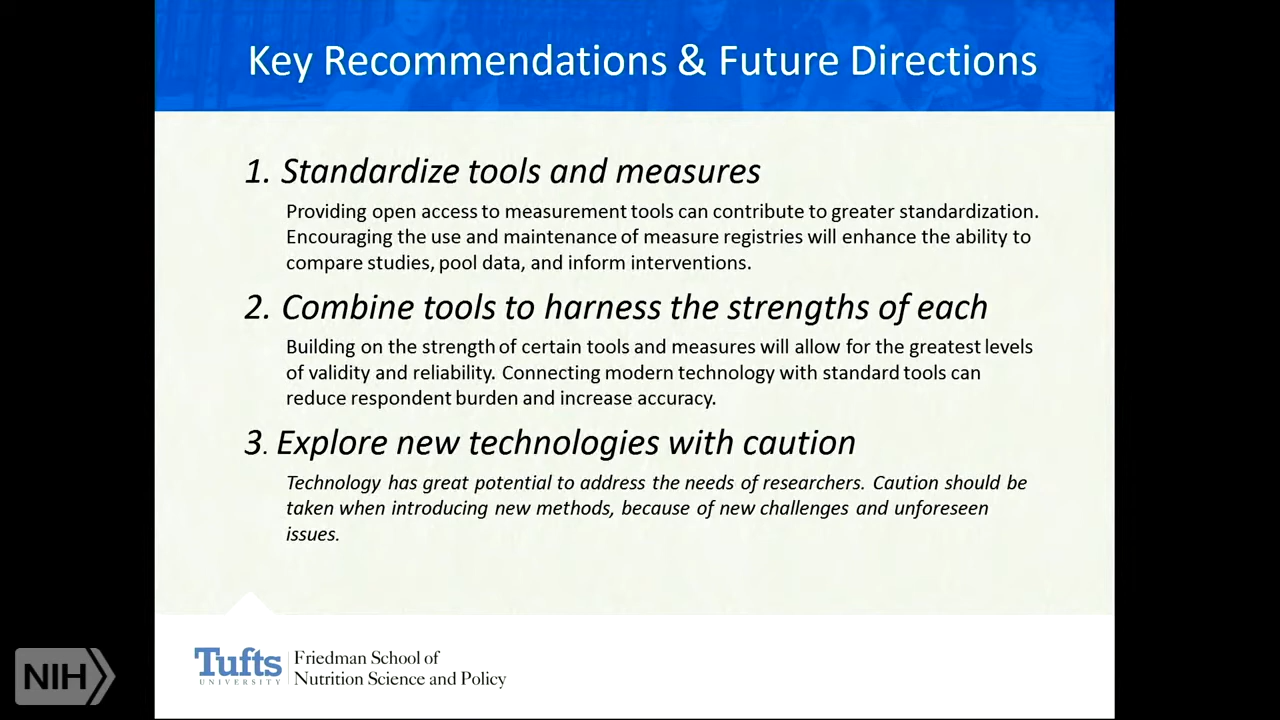 Key Recommendations & Future Directions
1. Standardize tools and measures
Providing open access to measurement tools can contribute to greater standardization.
Encouraging the use and maintenance of measure registries will enhance the ability to
compare studies, pool data, and inform interventions.
2. Combine tools to harness the strengths of each
Building on the strength of certain tools and measures will allow for the greatest levels
of validity and reliability. Connecting modern technology with standard tools can
reduce respondent burden and increase accuracy.
3. Explore new technologies with caution
Technology has great potential to address the needs of researchers. Caution should be
taken when introducing new methods, because of new challenges and unforeseen
issues.
Tufts
UNIVERSITY
Friedman School of
Nutrition Science and Policy
NIH